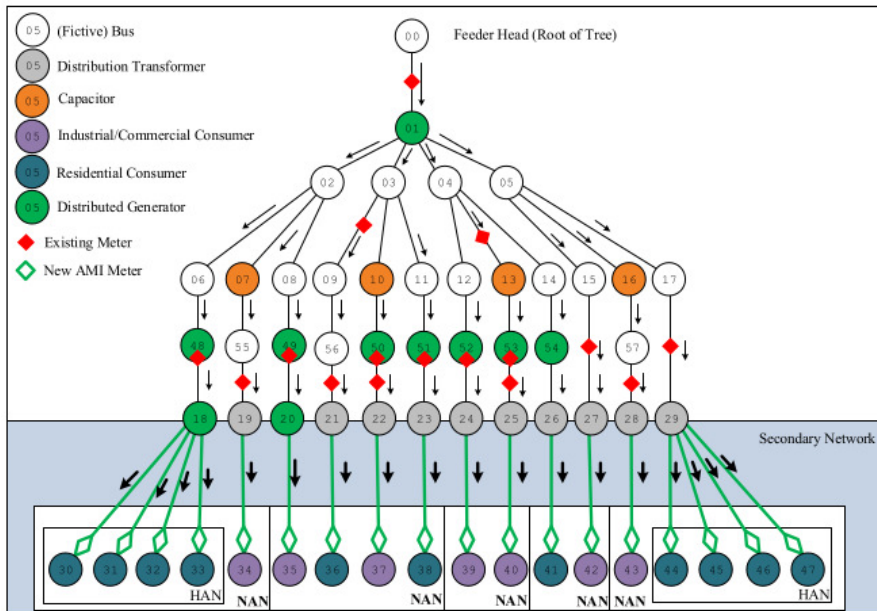 05 (Fictive) Bus
05 Distribution Transformer
05 Capacitor
05 Industrial/Commercial Consumer
05 Residential Consumer
05 Distributed Generator
Existing Meter
New AMI Meter
00 Feeder Head (Root of Tree)
01
02 03 04 05
06 07 08 09 10 11 12 13 14 15 16 17
48 55 49 56 50 51 52 53 54 57
18 19 20 21 22 23 24 25 26 27 28 29
Secondary Network
30 31 32 33 34 35 36 37 38 39 40 41 42 43 44 45 46 47
HAN NAN NAN NAN NAN NAN HAN